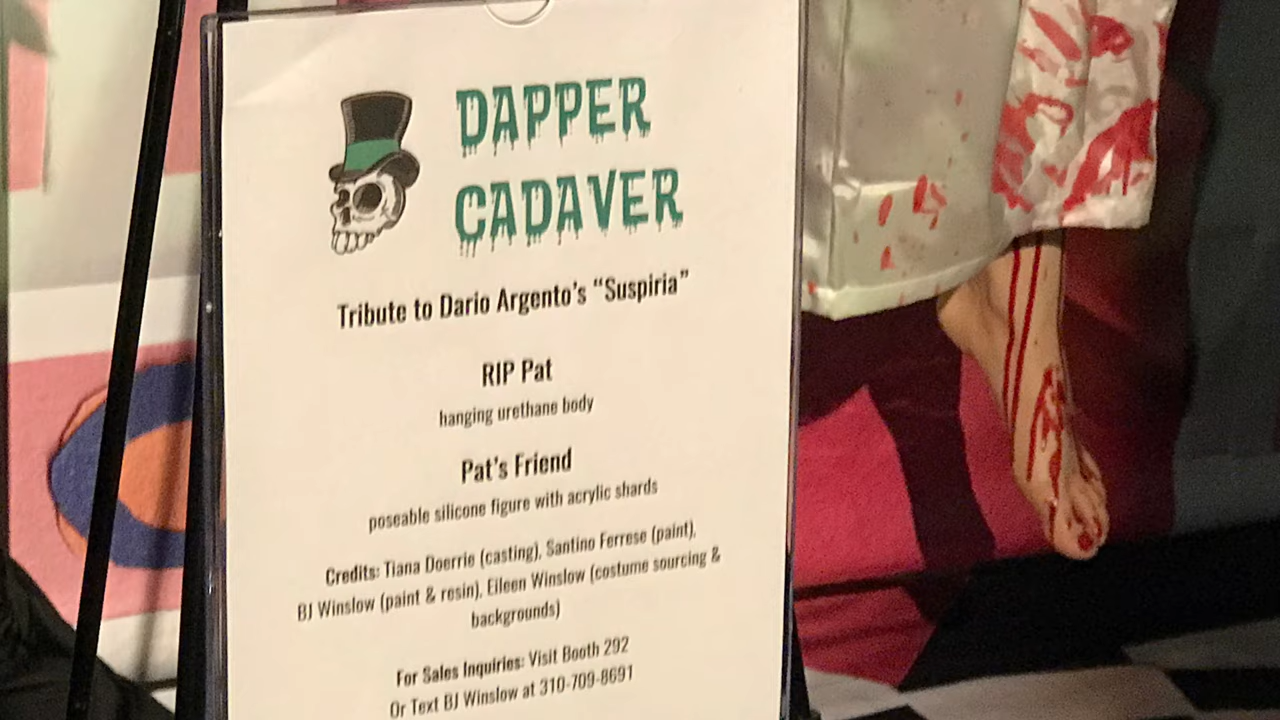 DAPPER
CADAVER
Tribute to Dario Argento's “Suspiria”
RIP Pat
hanging urethane body
Pat's Friend
poseable silicone figure with acrylic shards
Credits: Tiana Doerrie (casting), Santino Ferrese (paint),
BJ Winslow (paint & resin), Eileen Winslow (costume sourcing &
backgrounds)
For Sales Inquiries: Visit Booth 292
Or Text BJ Winslow at 310-709-8691